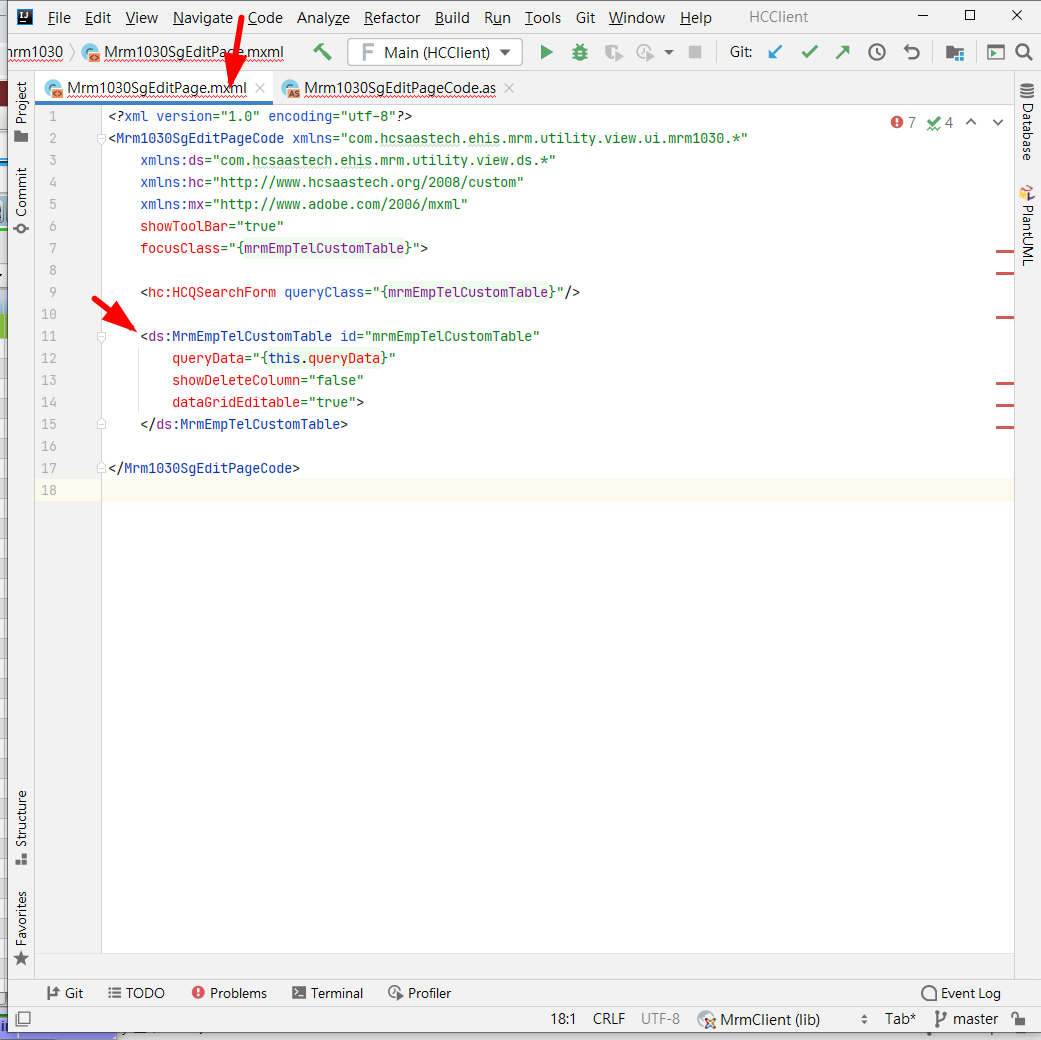 File Edit View Navigate Code Analyze Refactor Build Run Tools Git Window Help HCClient
mrm1030 Mrm1030SgEditPage.mxml Main (HCClient) Git:
Mrm1030SgEditPage.mxml Mrm1030SgEditPageCode.as
Project
Commit
Structure
Favorites
1 <?xml version="1.0" encoding="utf-8"?>
2 <Mrm1030SgEditPageCode xmlns="com.hcsaastech.ehis.mrm.utility.view.ui.mrm1030.*"
3 xmlns:ds="com.hcsaastech.ehis.mrm.utility.view.ds.*"
4 xmlns:hc="http://www.hcsaastech.org/2008/custom"
5 xmlns:mx="http://www.adobe.com/2006/mxml"
6 showToolBar="true"
7 focusClass="{mrmEmpTelCustomTable}">
8
9 <hc:HCQSearchForm queryClass="{mrmEmpTelCustomTable}"/>
10
11 <ds:MrmEmpTelCustomTable id="mrmEmpTelCustomTable"
12 queryData="{this.queryData}"
13 showDeleteColumn="false"
14 dataGridEditable="true">
15 </ds:MrmEmpTelCustomTable>
16
17 </Mrm1030SgEditPageCode>
18
7 4
Database
PlantUML
Git TODO Problems Terminal Profiler Event Log
18:1 CRLF UTF-8 MrmClient (lib) Tab* master